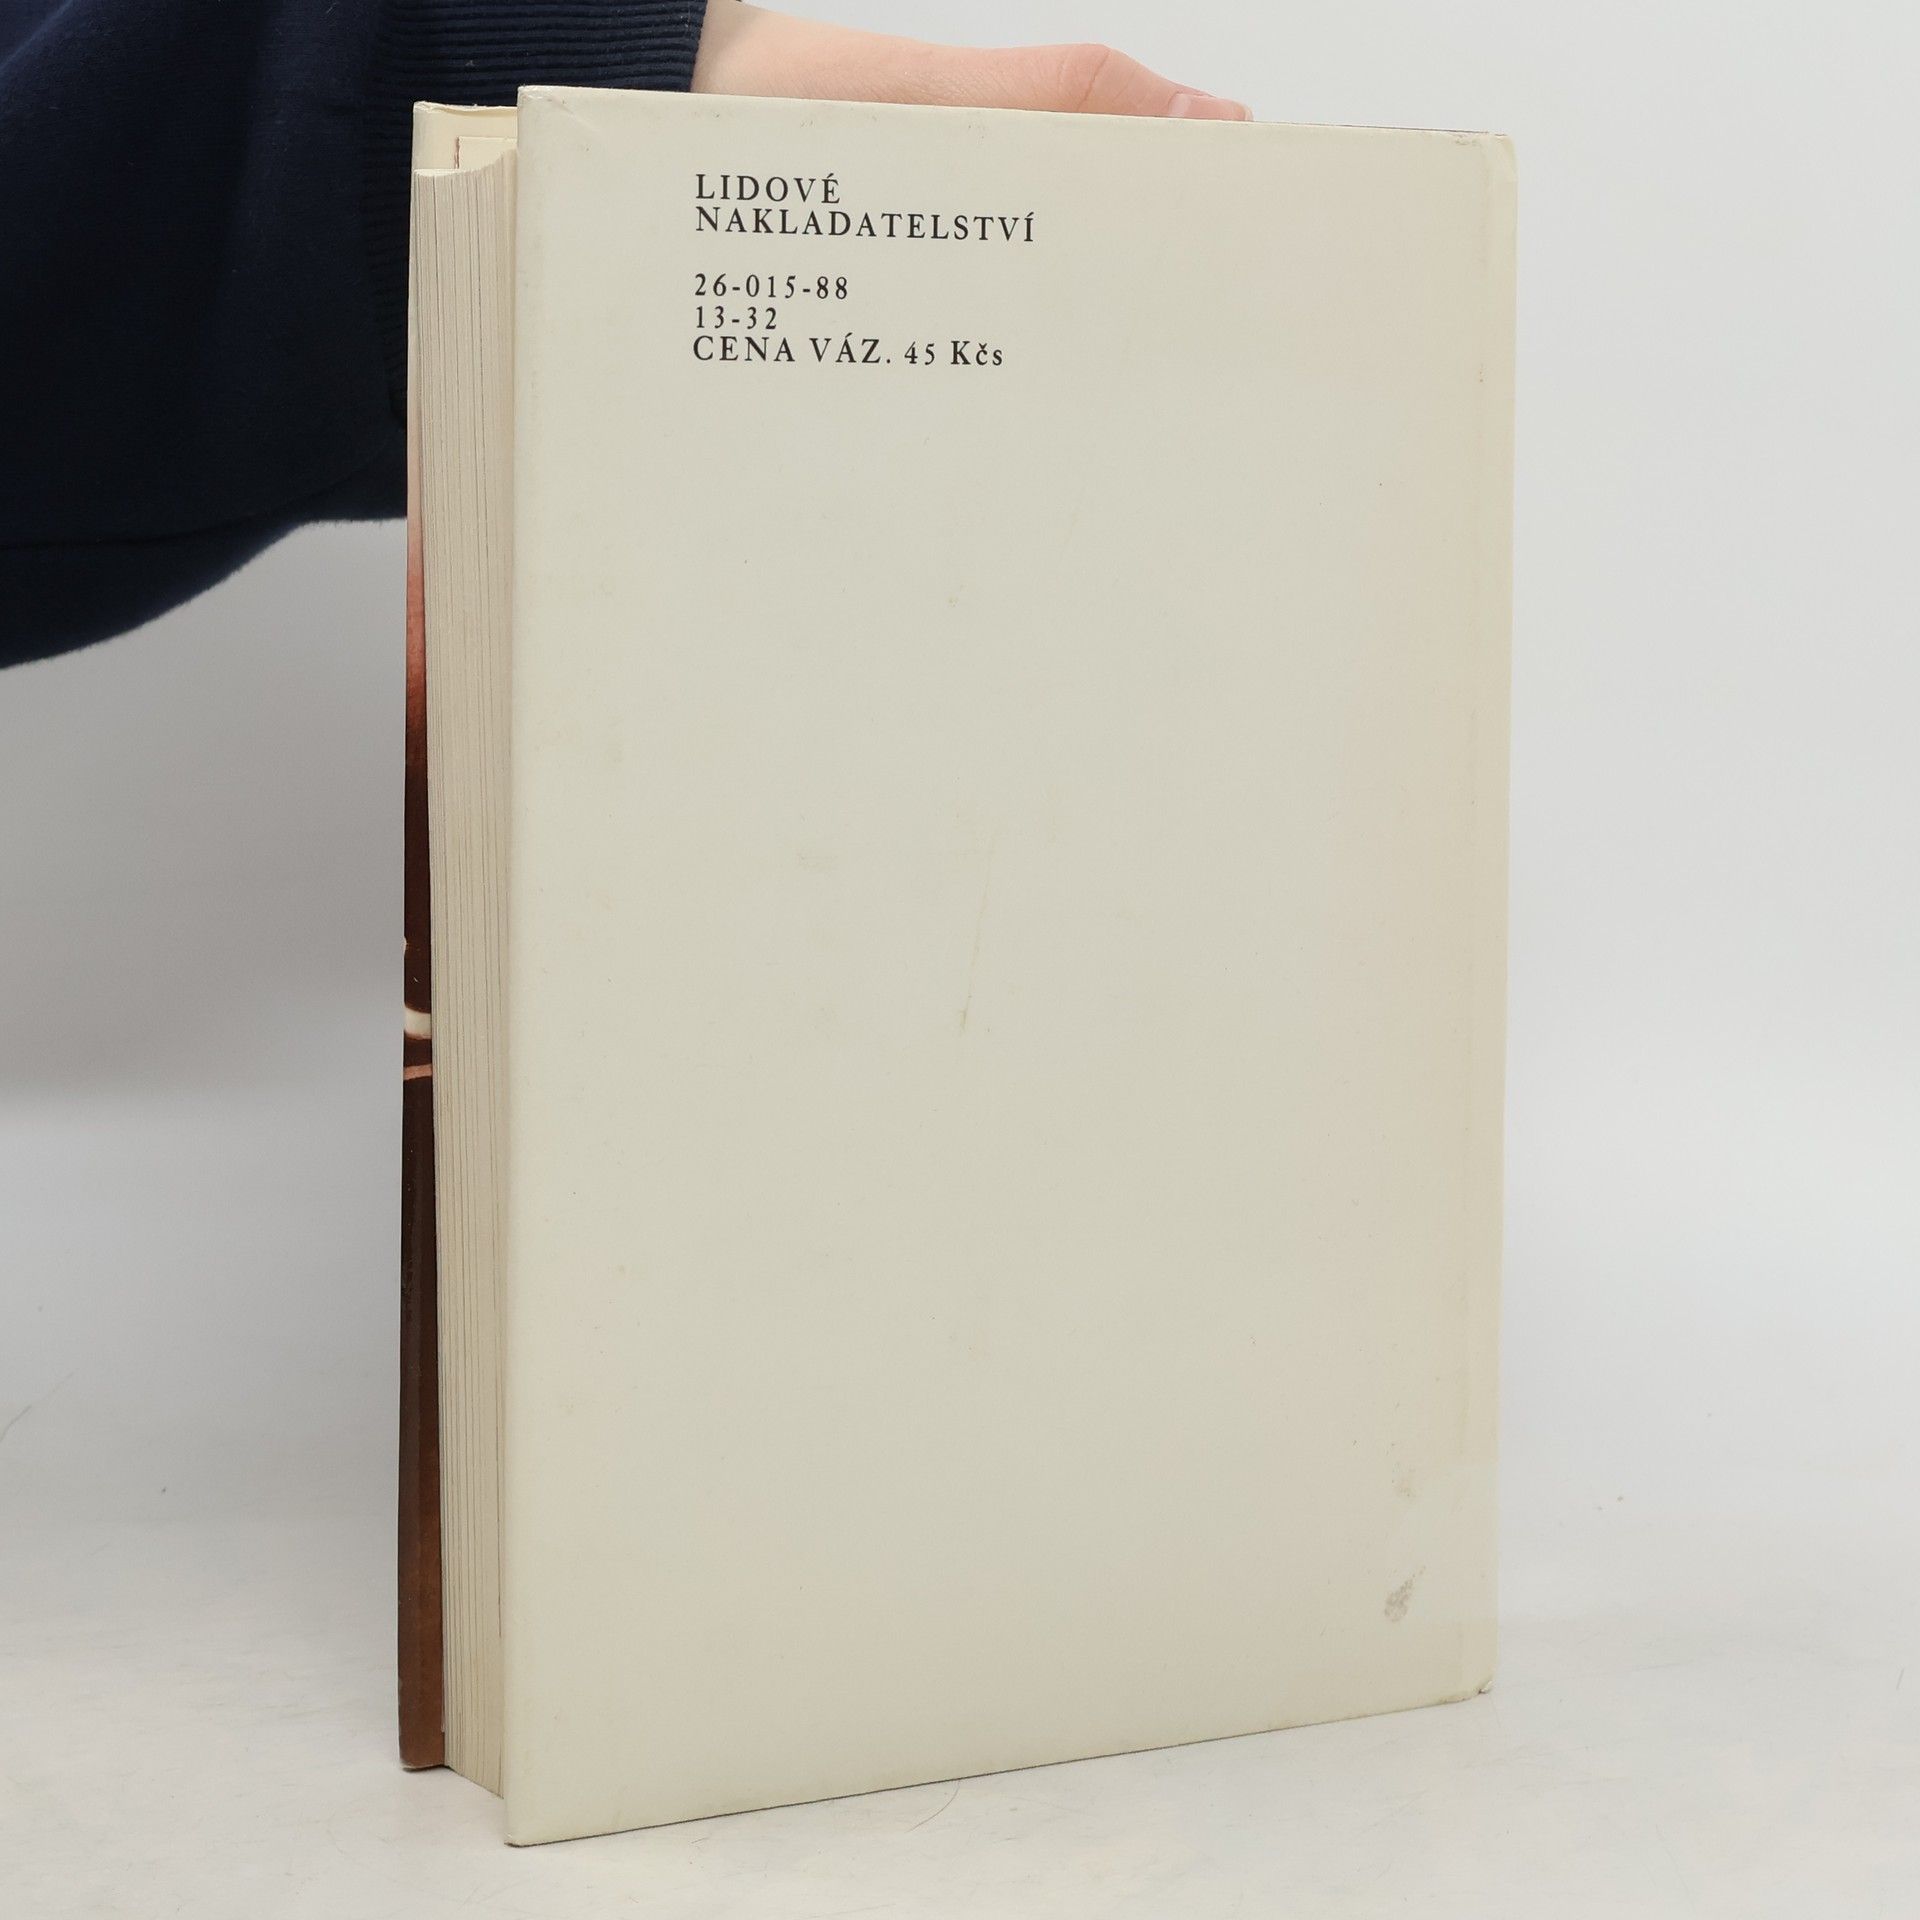 LIDOVÉ
NAKLADATELSTVÍ
26-015-88
13-32
CENA VÁZ. 45 Kčs